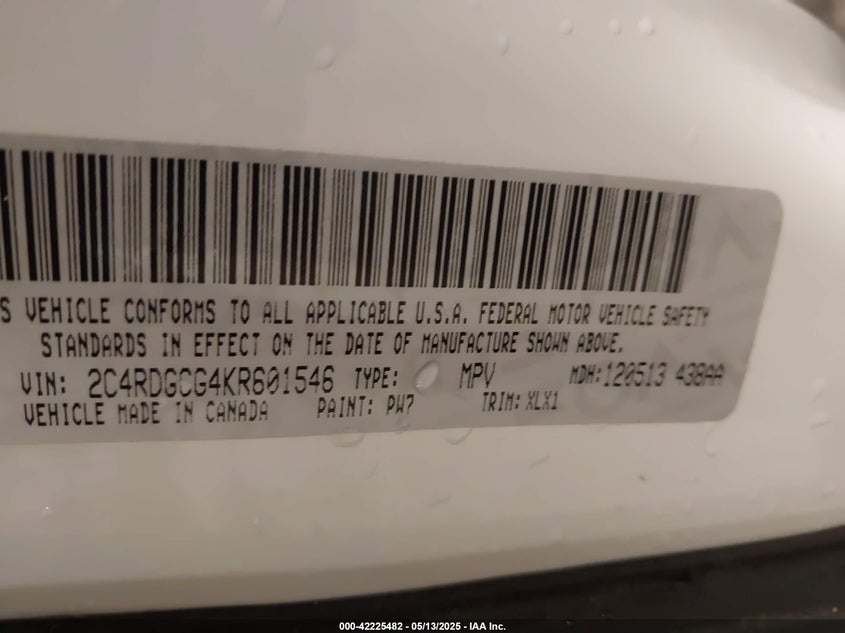 S VEHICLE CONFORMS TO ALL APPLICABLE U.S.A. FEDERAL MOTOR VEHICLE SAFETY
STANDARDS IN EFFECT ON THE DATE OF MANUFACTURE SHOWN ABOVE.
VIN: 2C4RDGCG4KR601546 TYPE: MPV MDH:120513 438AA
VEHICLE MADE IN CANADA PAINT: PW7 TRIM: XLX1
000-42225482 - 05/13/2025 - IAA Inc.